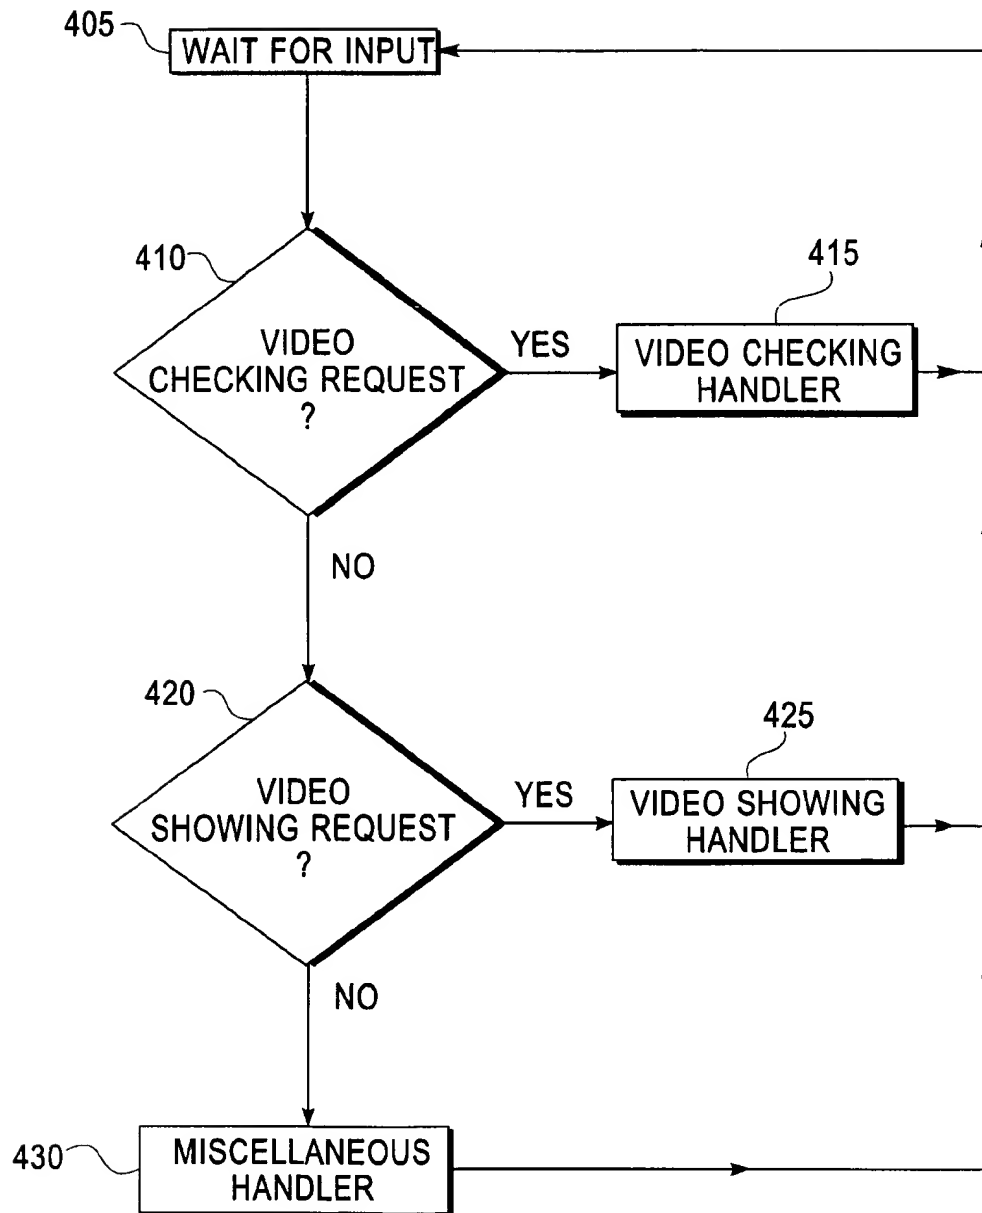 405
WAIT FOR INPUT
410
VIDEO
CHECKING REQUEST
?
YES
415
VIDEO CHECKING
HANDLER
NO
420
VIDEO
SHOWING REQUEST
?
YES
425
VIDEO SHOWING
HANDLER
NO
430
MISCELLANEOUS
HANDLER